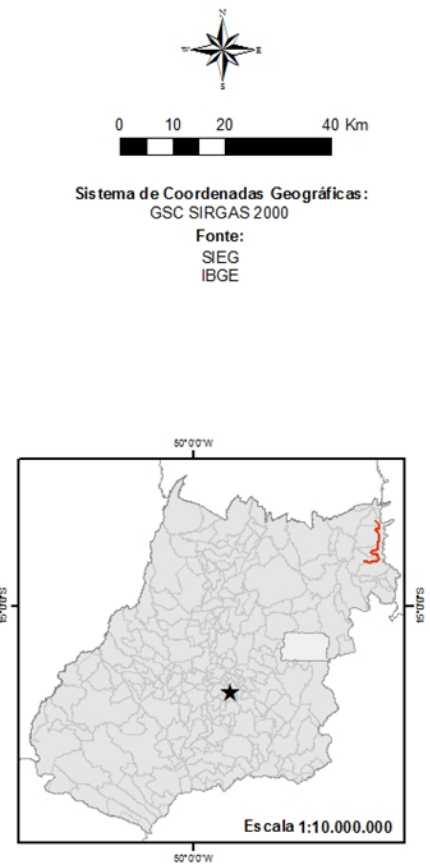 N
W E
S
0 10 20 40 Km
Sistema de Coordenadas Geográficas:
GSC SIRGAS 2000
Fonte:
SIEG
IBGE
50°0'0"W
15°0'0"S 15°0'0"S
Escala 1:10.000.000
50°0'0"W